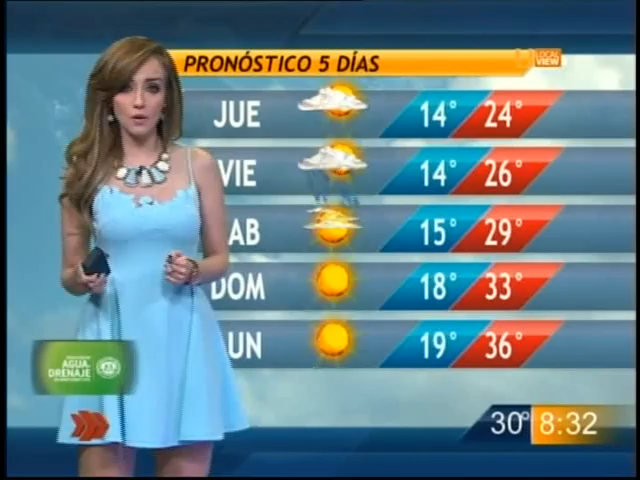 LOCAL
VIEW
PRONÓSTICO 5 DÍAS
JUE 14° 24°
VIE 14° 26°
AB 15° 29°
DOM 18° 33°
UN 19° 36°
AGUA,
DRENAJE
30° 8:32